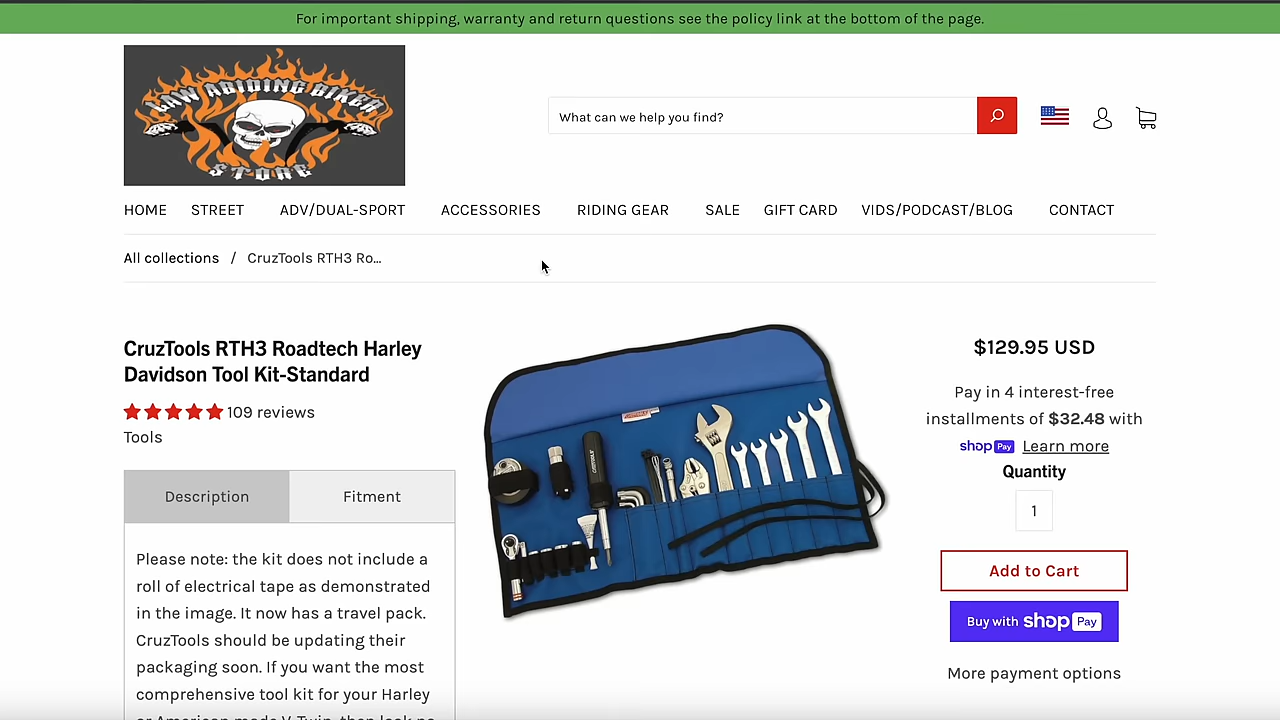 For important shipping, warranty and return questions see the policy link at the bottom of the page.
LAW ABIDING BIKER
STORE
What can we help you find?
HOME STREET ADV/DUAL-SPORT ACCESSORIES RIDING GEAR SALE GIFT CARD VIDS/PODCAST/BLOG CONTACT
All collections / CruzTools RTH3 Ro...
CruzTools RTH3 Roadtech Harley
Davidson Tool Kit-Standard
109 reviews
Tools
Description Fitment
Please note: the kit does not include a
roll of electrical tape as demonstrated
in the image. It now has a travel pack.
CruzTools should be updating their
packaging soon. If you want the most
comprehensive tool kit for your Harley
$129.95 USD
Pay in 4 interest-free
installments of $32.48 with
shop Pay Learn more
Quantity
1
Add to Cart
Buy with shop Pay
More payment options